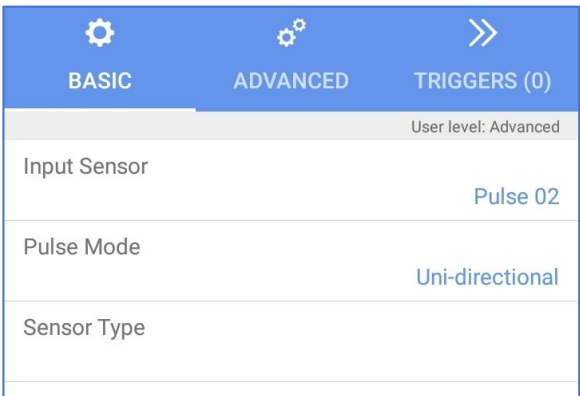 BASIC ADVANCED TRIGGERS (0)
User level: Advanced
Input Sensor
Pulse 02
Pulse Mode
Uni-directional
Sensor Type